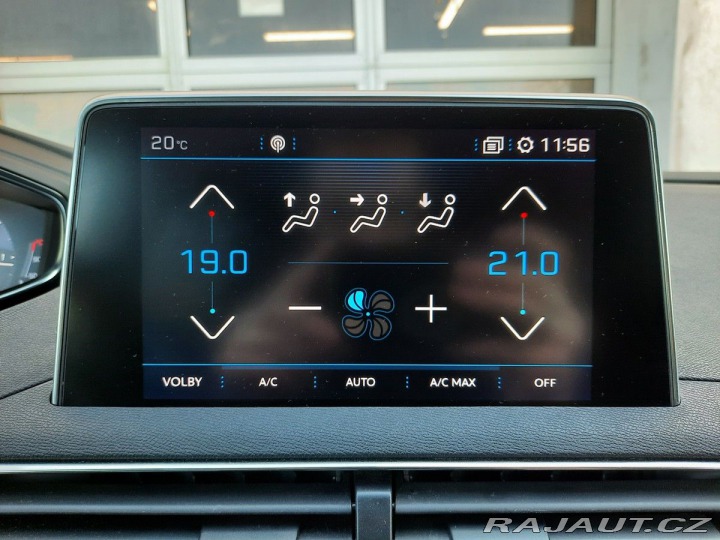 20°C 11:56
19.0 21.0
VOLBY A/C AUTO A/C MAX OFF
RAJAUT.CZ